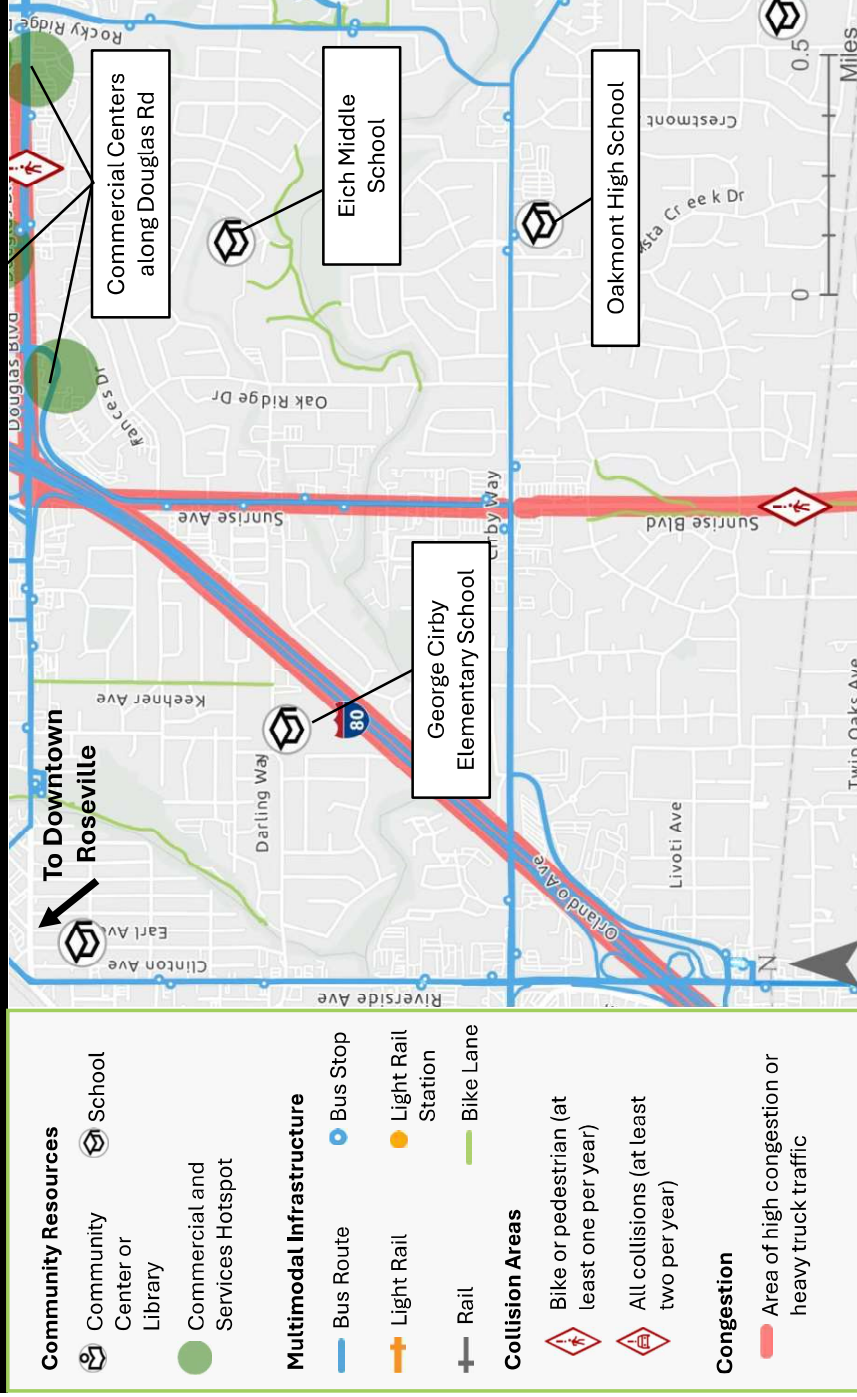 Community Resources
Community
Center or
Library
School
Commercial and
Services Hotspot
Multimodal Infrastructure
Bus Route
Bus Stop
Light Rail
Light Rail
Station
Rail
Bike Lane
Collision Areas
Bike or pedestrian (at
least one per year)
All collisions (at least
two per year)
Congestion
Area of high congestion or
heavy truck traffic
To Downtown
Roseville
Douglas Blvd
Rocky Ridge
Commercial Centers
along Douglas Rd
Frances Dr
Earl Av
Clinton Ave
Keehner Ave
Sunrise Ave
Oak Ridge Dr
Darling Way
Riverside Ave
80
George Cirby
Elementary School
Eich Middle
School
Cirby Way
Oakmont High School
Orlando Ave
Sunrise Blvd
Livoti Ave
Crestmont
Creek Dr
Twin Oaks Ave
N
0
0.5
Miles